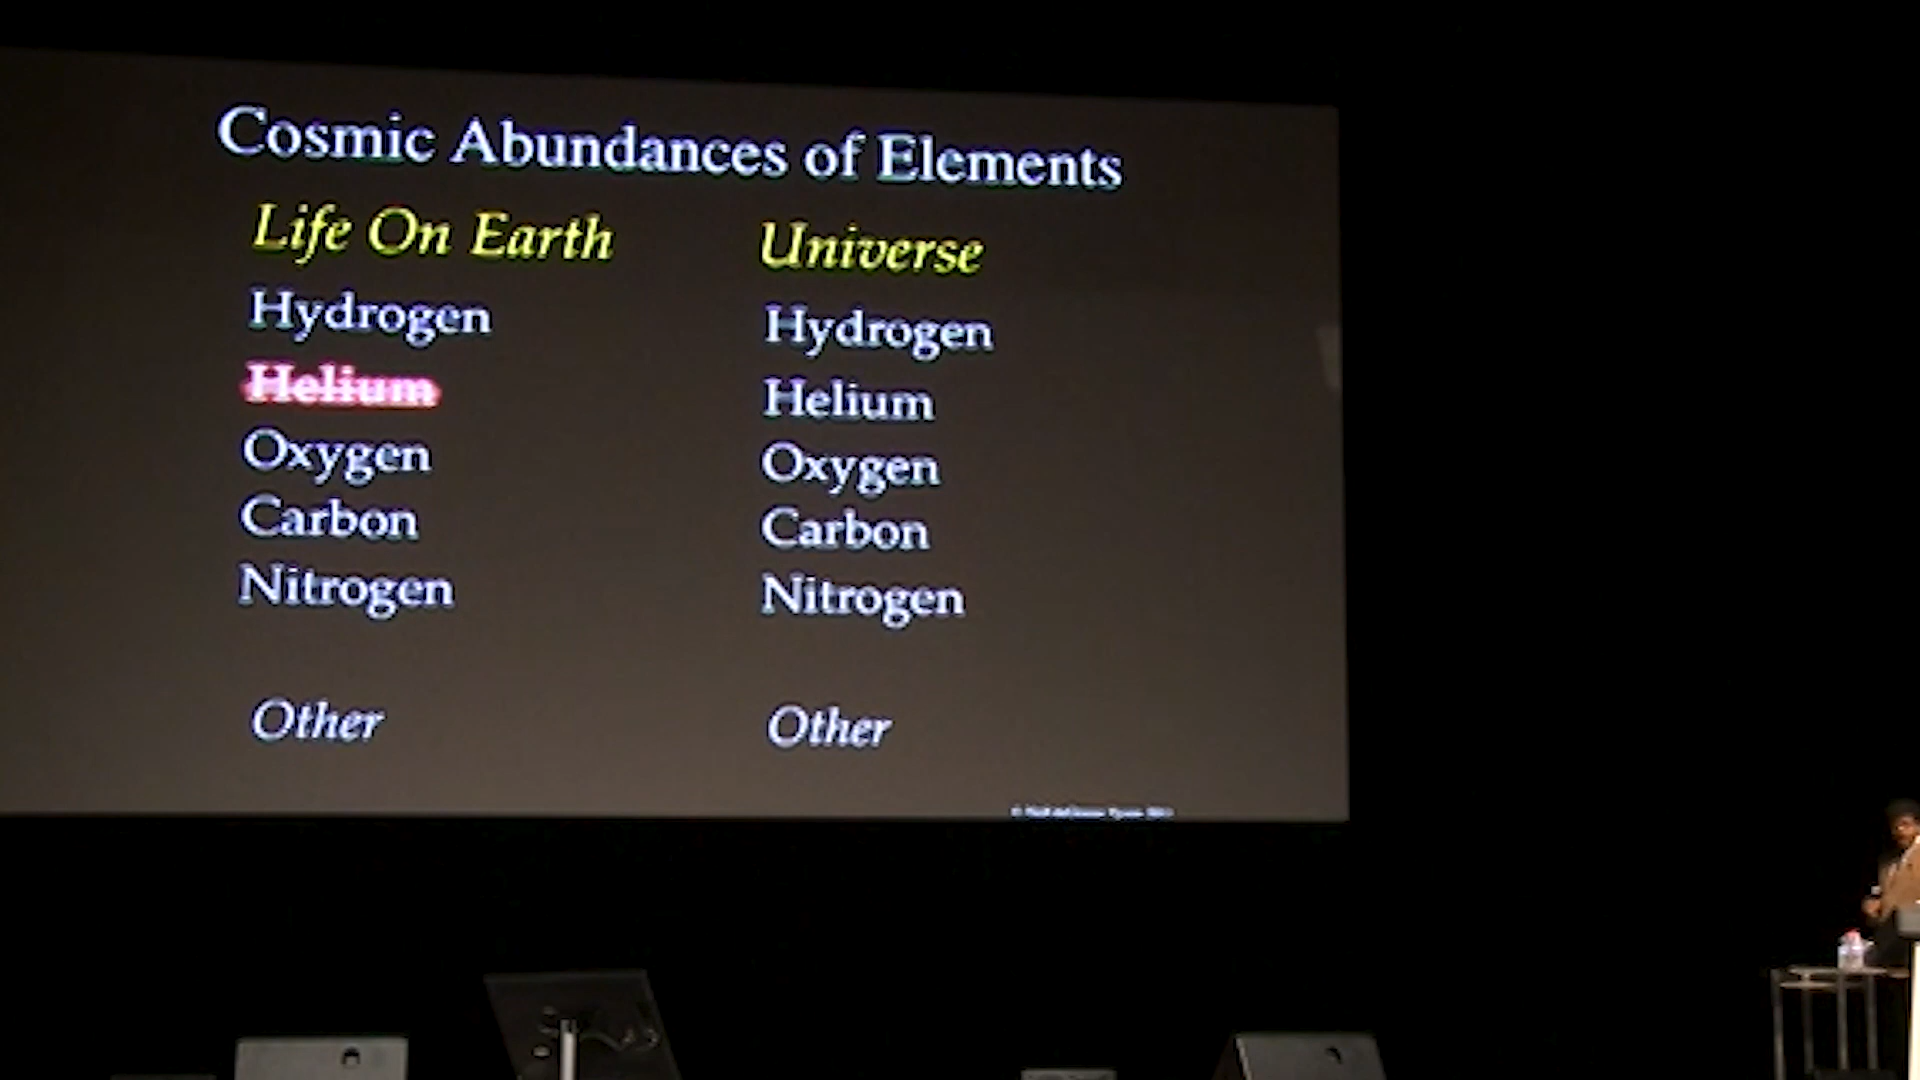 Cosmic Abundances of Elements
Life On Earth
Hydrogen
Helium
Oxygen
Carbon
Nitrogen
Other
Universe
Hydrogen
Helium
Oxygen
Carbon
Nitrogen
Other